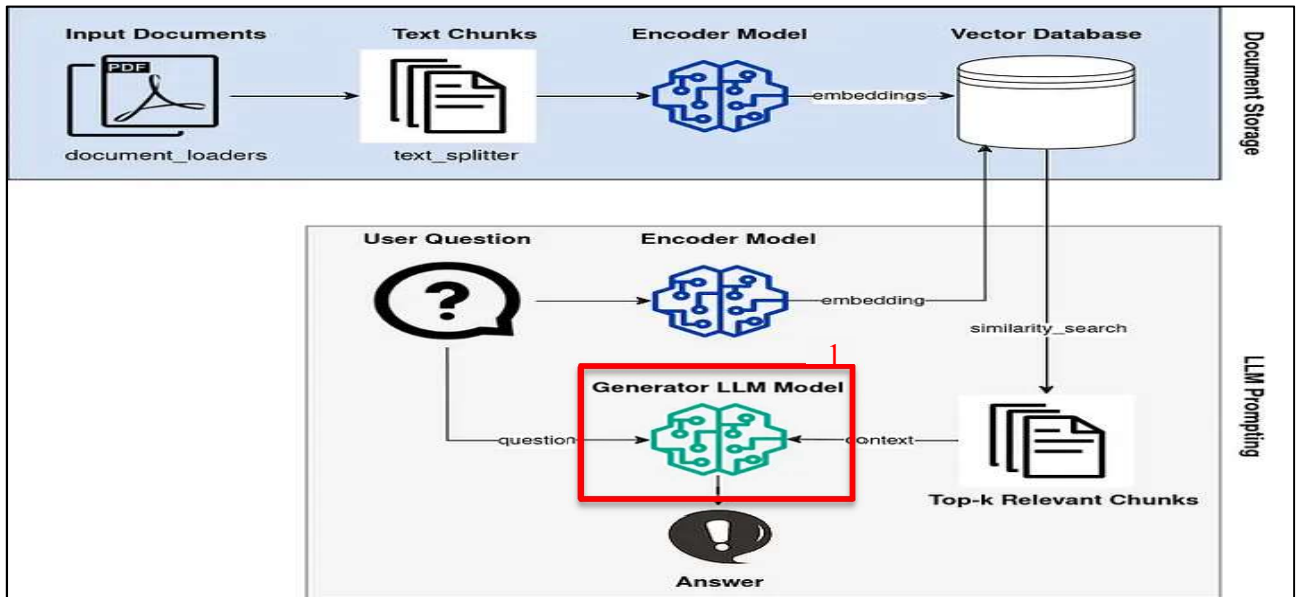 Input Documents
Text Chunks
Encoder Model
Vector Database
PDF
embeddings
document_loaders
text_splitter
Document Storage
User Question
Encoder Model
?
embedding
similarity_search
1
Generator LLM Model
question
context
Top-k Relevant Chunks
!
Answer
LLM Prompting